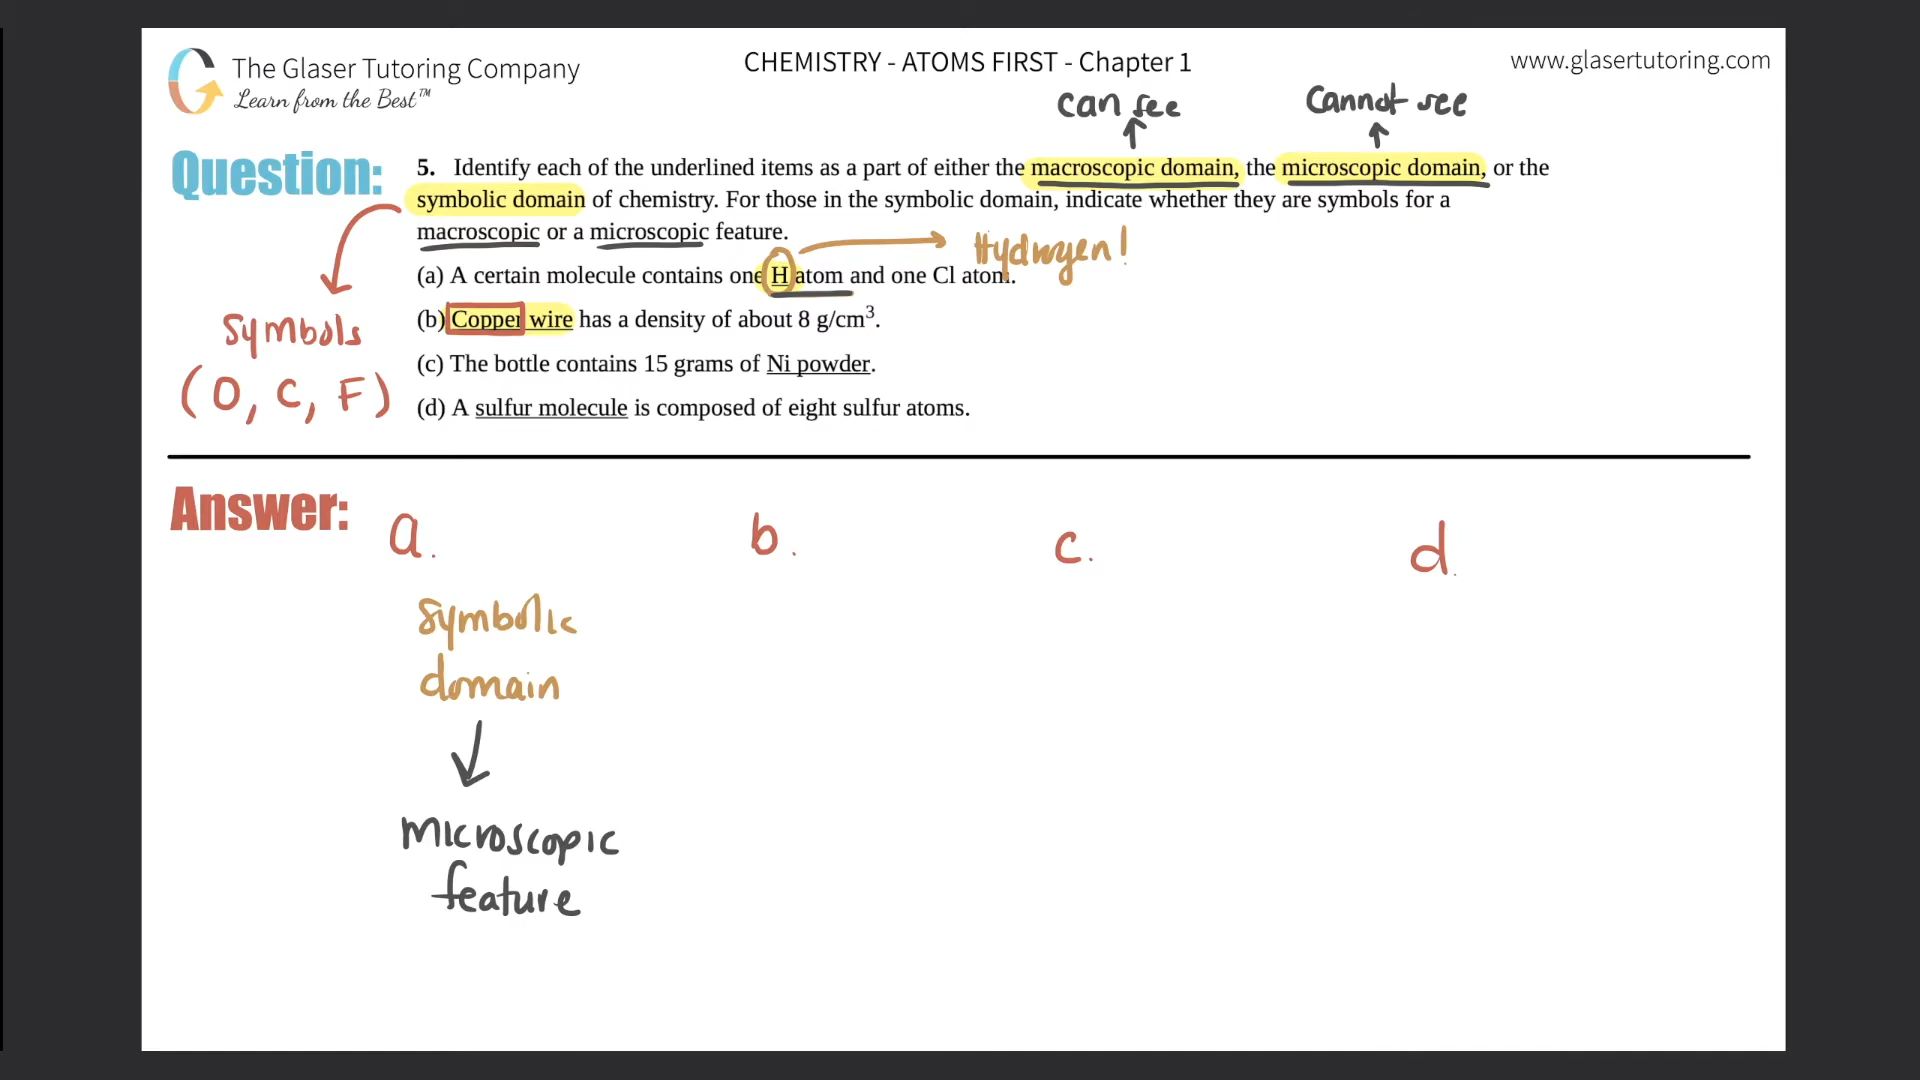 The Glaser Tutoring Company
Learn from the Best™
CHEMISTRY - ATOMS FIRST - Chapter 1
www.glasertutoring.com
can see
Cannot see
Question:
5. Identify each of the underlined items as a part of either the macroscopic domain, the microscopic domain, or the
symbolic domain of chemistry. For those in the symbolic domain, indicate whether they are symbols for a
macroscopic or a microscopic feature.
Hydrogen!
(a) A certain molecule contains one H atom and one Cl atom.
(b) Copper wire has a density of about 8 g/cm³.
(c) The bottle contains 15 grams of Ni powder.
(d) A sulfur molecule is composed of eight sulfur atoms.
Symbols
(O, C, F)
Answer:
a.
b.
c.
d.
Symbolic
domain
Microscopic
feature